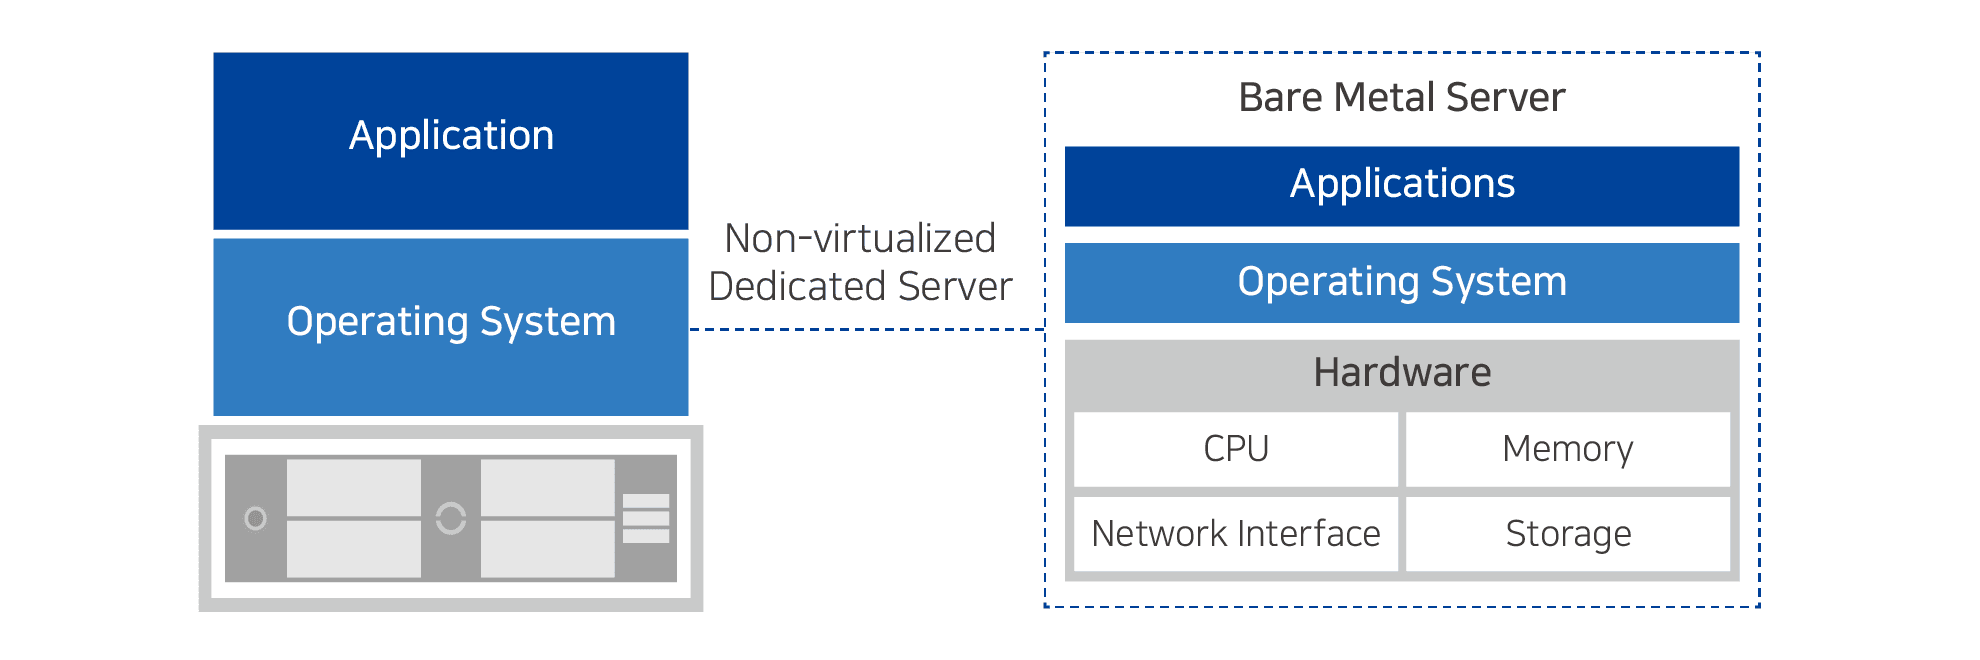 Application
Operating System
Non-virtualized
Dedicated Server
Bare Metal Server
Applications
Operating System
Hardware
CPU
Memory
Network Interface
Storage